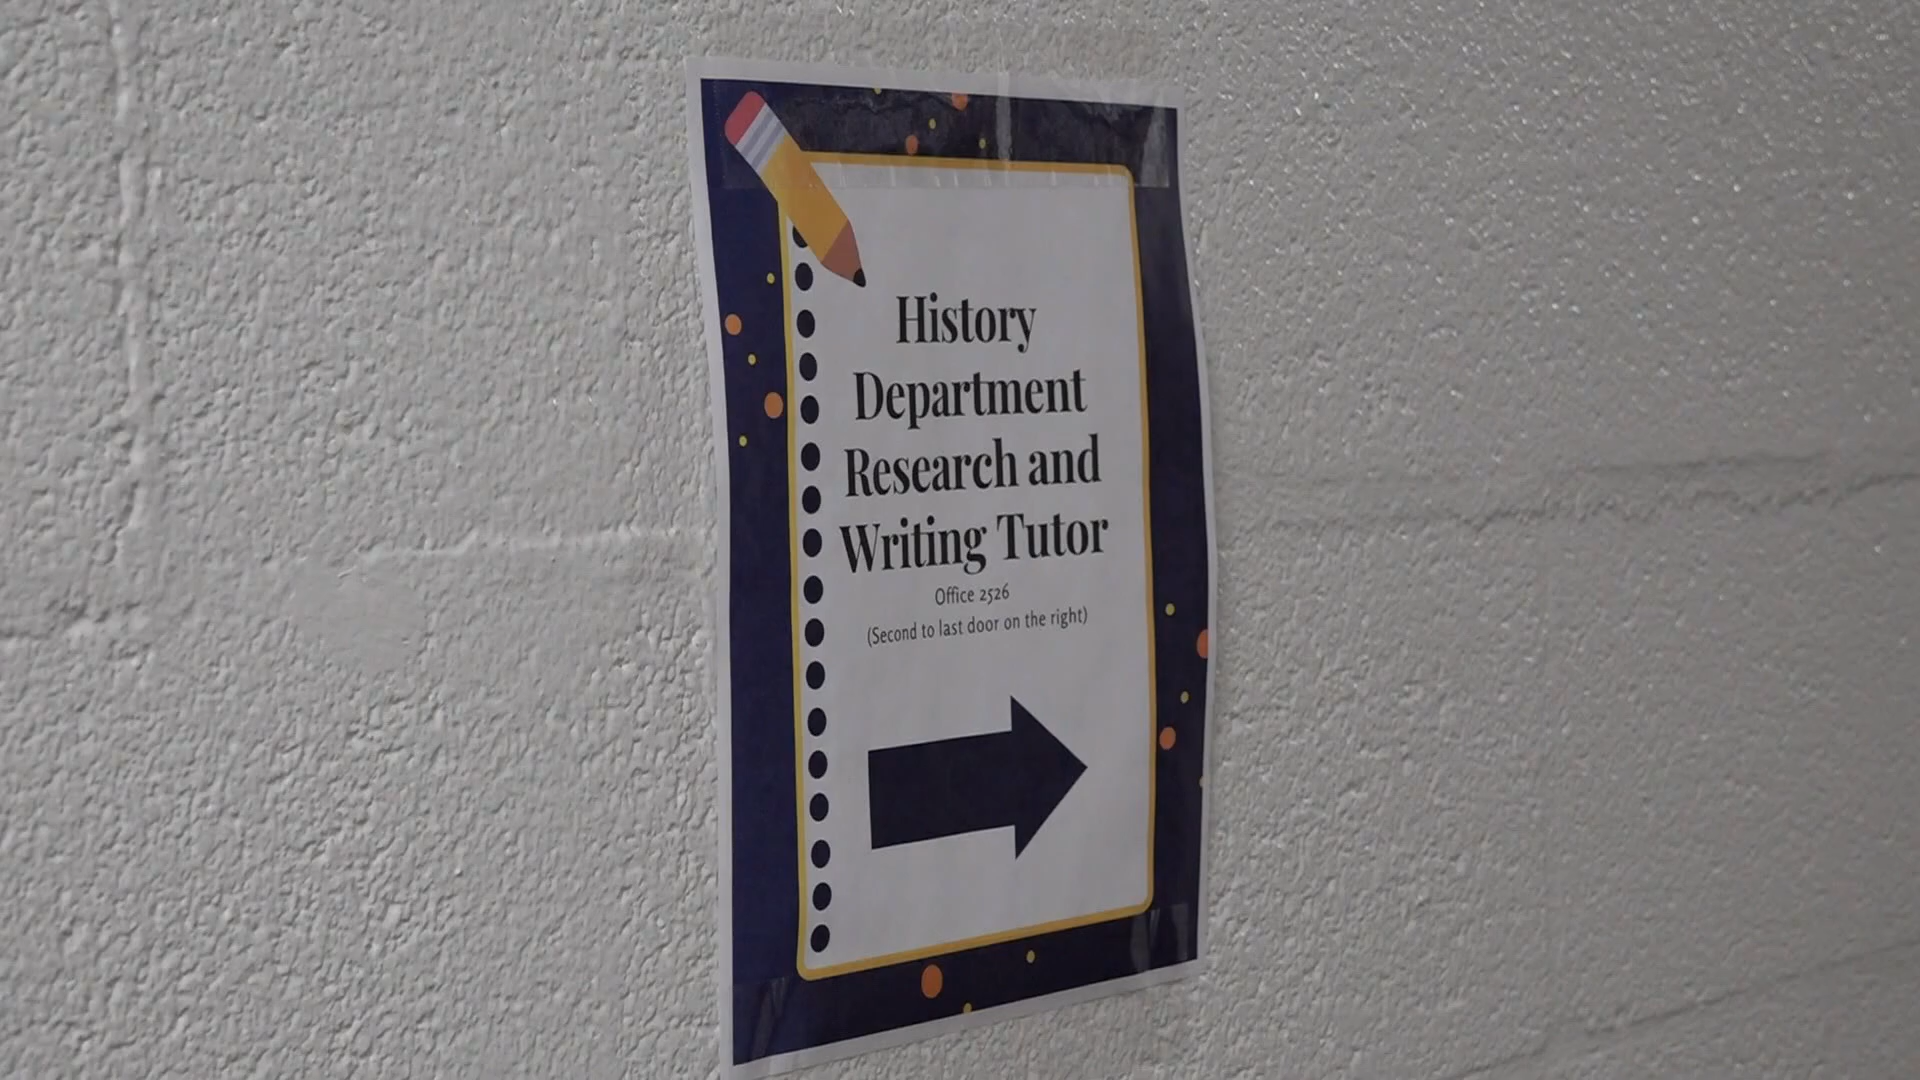 History
Department
Research and
Writing Tutor
Office 2526
(Second to last door on the right)